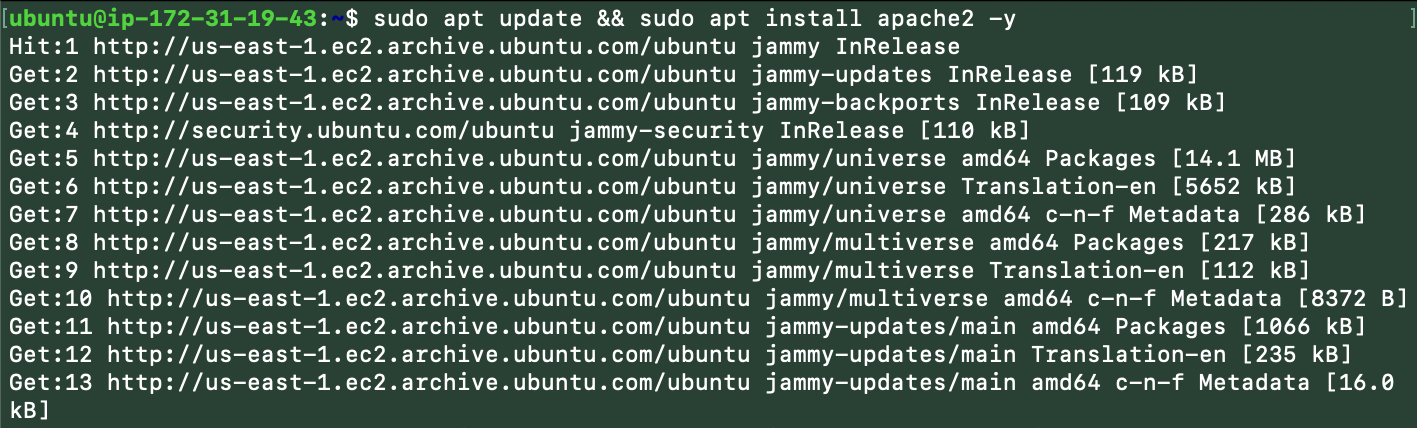 [ubuntu@ip-172-31-19-43:~$ sudo apt update && sudo apt install apache2 -y ]
Hit:1 http://us-east-1.ec2.archive.ubuntu.com/ubuntu jammy InRelease
Get:2 http://us-east-1.ec2.archive.ubuntu.com/ubuntu jammy-updates InRelease [119 kB]
Get:3 http://us-east-1.ec2.archive.ubuntu.com/ubuntu jammy-backports InRelease [109 kB]
Get:4 http://security.ubuntu.com/ubuntu jammy-security InRelease [110 kB]
Get:5 http://us-east-1.ec2.archive.ubuntu.com/ubuntu jammy/universe amd64 Packages [14.1 MB]
Get:6 http://us-east-1.ec2.archive.ubuntu.com/ubuntu jammy/universe Translation-en [5652 kB]
Get:7 http://us-east-1.ec2.archive.ubuntu.com/ubuntu jammy/universe amd64 c-n-f Metadata [286 kB]
Get:8 http://us-east-1.ec2.archive.ubuntu.com/ubuntu jammy/multiverse amd64 Packages [217 kB]
Get:9 http://us-east-1.ec2.archive.ubuntu.com/ubuntu jammy/multiverse Translation-en [112 kB]
Get:10 http://us-east-1.ec2.archive.ubuntu.com/ubuntu jammy/multiverse amd64 c-n-f Metadata [8372 B]
Get:11 http://us-east-1.ec2.archive.ubuntu.com/ubuntu jammy-updates/main amd64 Packages [1066 kB]
Get:12 http://us-east-1.ec2.archive.ubuntu.com/ubuntu jammy-updates/main Translation-en [235 kB]
Get:13 http://us-east-1.ec2.archive.ubuntu.com/ubuntu jammy-updates/main amd64 c-n-f Metadata [16.0
kB]